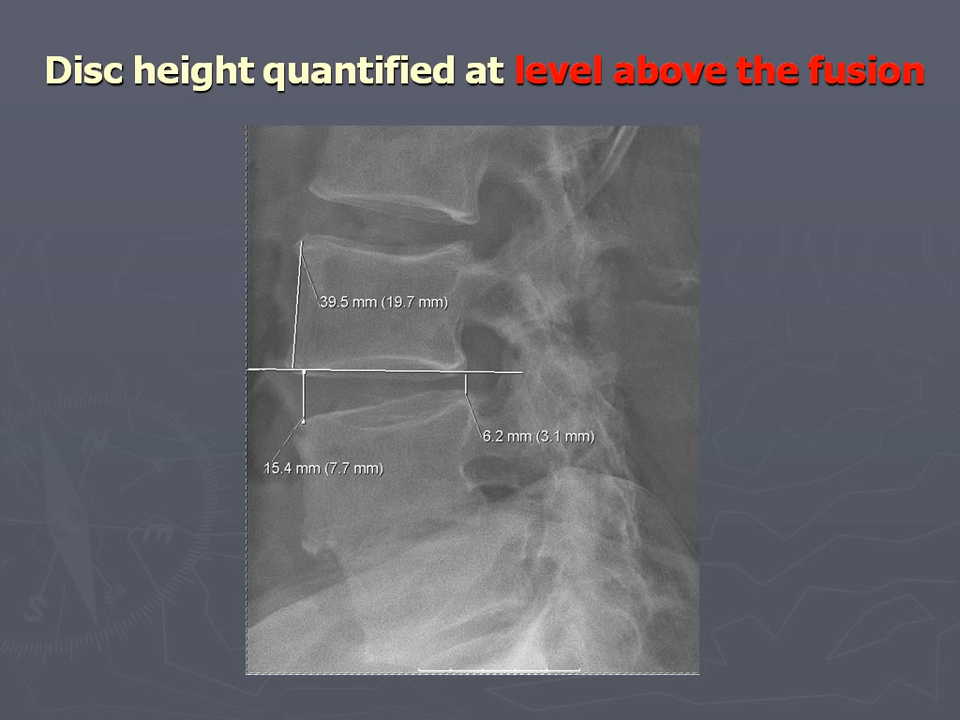 Disc height quantified at level above the fusion
39.5 mm (19.7 mm)
6.2 mm (3.1 mm)
15.4 mm (7.7 mm)
N
E
S